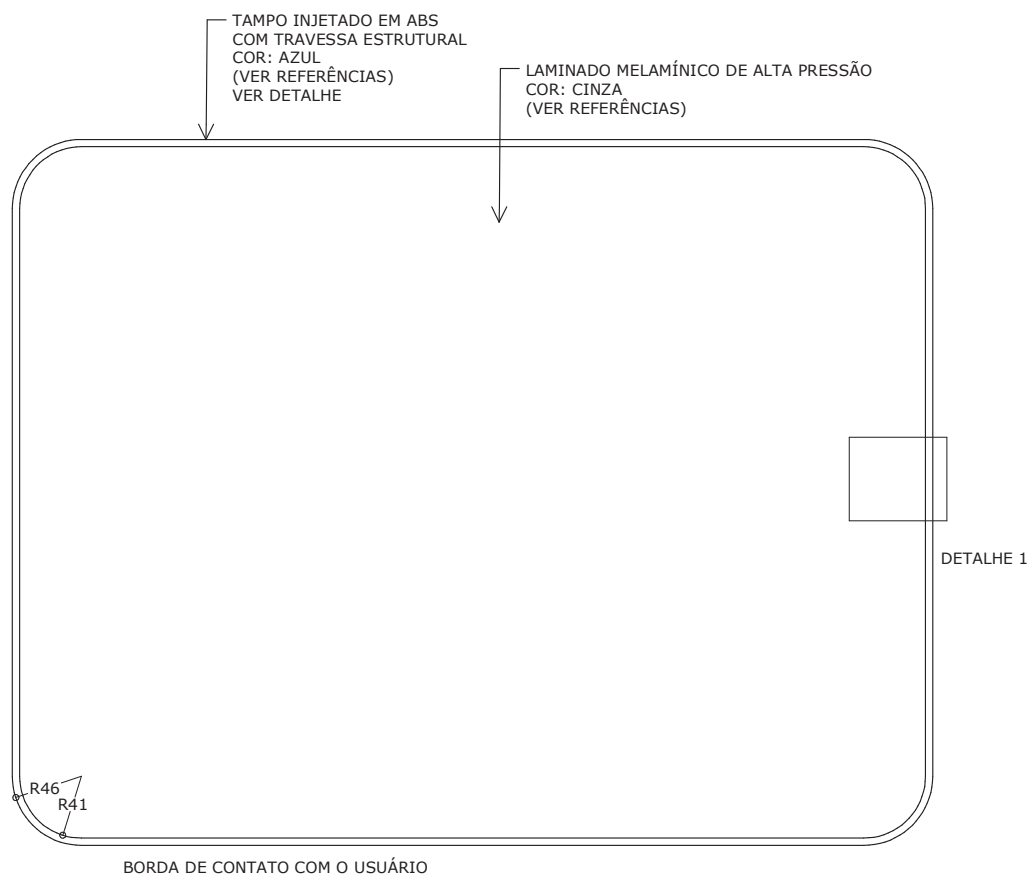 TAMPO INJETADO EM ABS
COM TRAVESSA ESTRUTURAL
COR: AZUL
(VER REFERÊNCIAS)
VER DETALHE
LAMINADO MELAMÍNICO DE ALTA PRESSÃO
COR: CINZA
(VER REFERÊNCIAS)
DETALHE 1
R46
R41
BORDA DE CONTATO COM O USUÁRIO